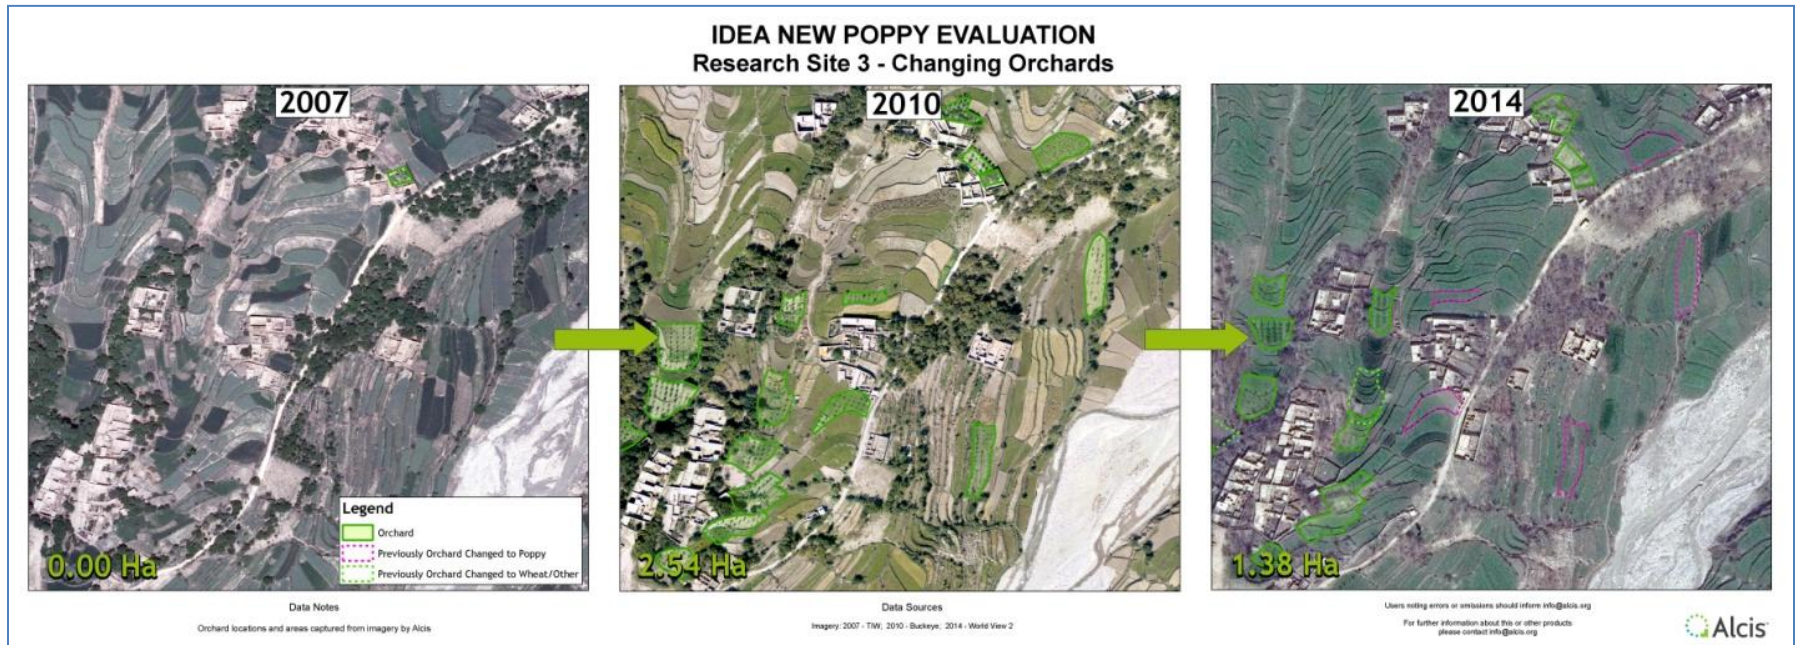 IDEA NEW POPPY EVALUATION
Research Site 3 - Changing Orchards
2007
2010
2014
Legend
Orchard
Previously Orchard Changed to Poppy
Previously Orchard Changed to Wheat/Other
0.00 Ha
2.54 Ha
1.38 Ha
Data Notes
Orchard locations and areas captured from imagery by Alcis
Data Sources
Imagery: 2007 - TIW; 2010 - Buckeye; 2014 - World View 2
Users noting errors or omissions should inform info@alcis.org
For further information about this or other products
please contact info@alcis.org
Alcis